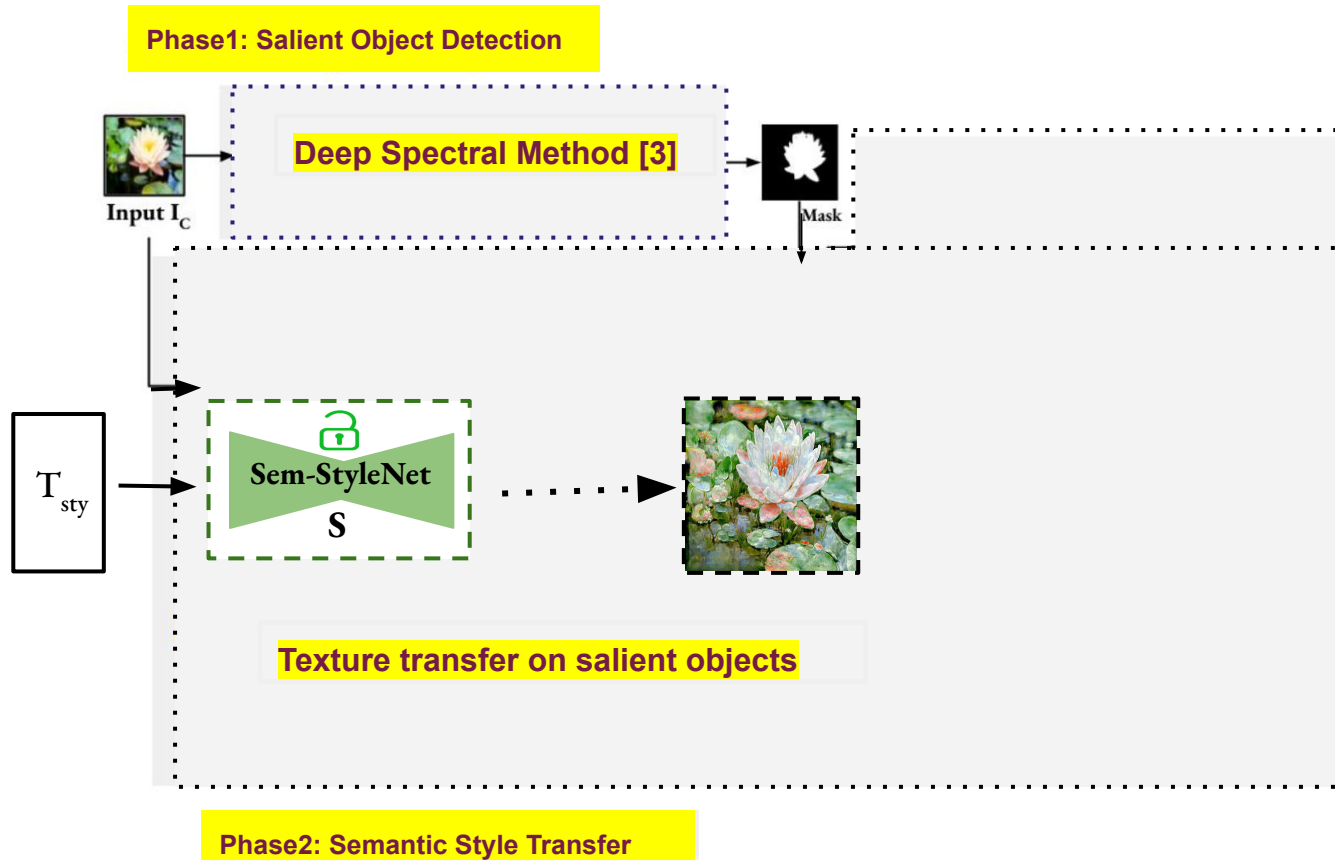 Phase1: Salient Object Detection
Deep Spectral Method [3]
Input I_C
Mask
T_sty
Sem-StyleNet
S
Texture transfer on salient objects
Phase2: Semantic Style Transfer